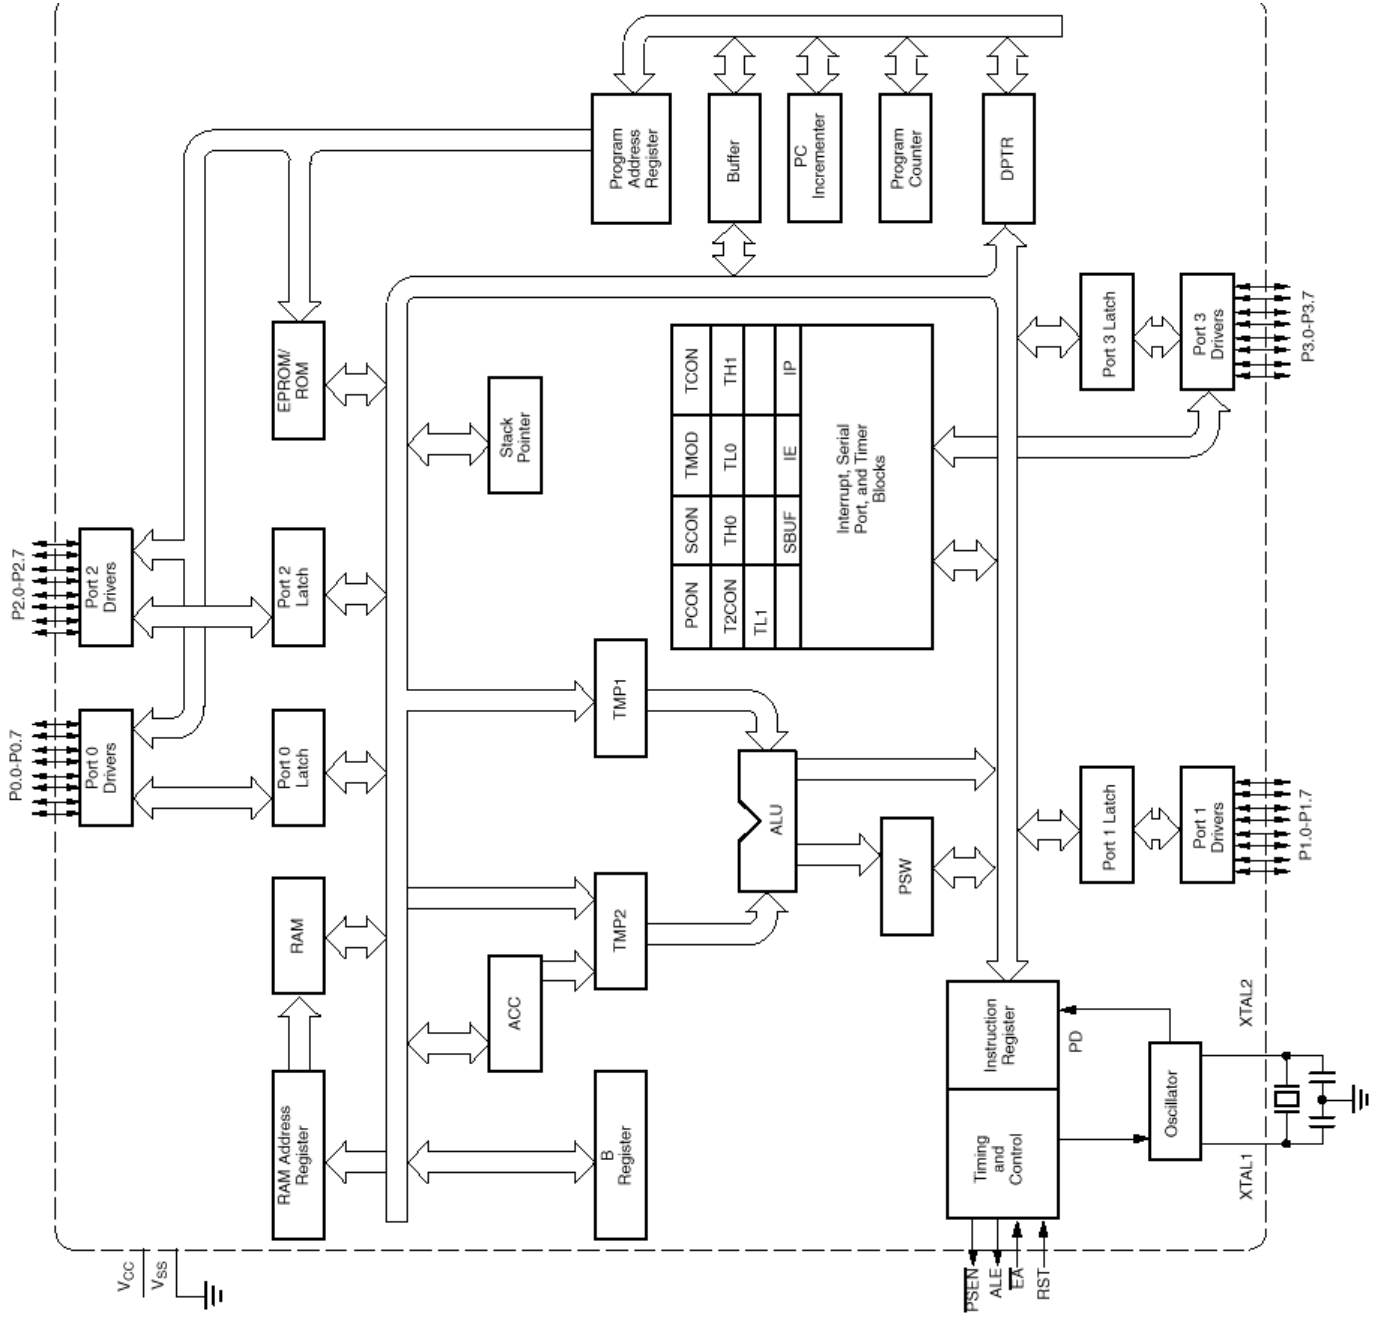 P0.0-P0.7
P2.0-P2.7
VCC
VSS
Port 0
Drivers
Port 2
Drivers
RAM Address
Register
RAM
Port 0
Latch
Port 2
Latch
EPROM/
ROM
ACC
Stack
Pointer
B
Register
TMP2
TMP1
Program
Address
Register
PCON SCON TMOD TCON
T2CON TH0 TL0 TH1
TL1
SBUF IE IP
Interrupt, Serial
Port, and Timer
Blocks
ALU
Buffer
PSW
PC
Incrementer
Program
Counter
PSEN
ALE
EA
RST
Timing
and
Control
Instruction
Register
DPTR
PD
Port 1 Latch
Port 3 Latch
Oscillator
Port 1
Drivers
Port 3
Drivers
XTAL1
XTAL2
P1.0-P1.7
P3.0-P3.7